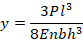 y = 3Pl³ / 8Enbh³